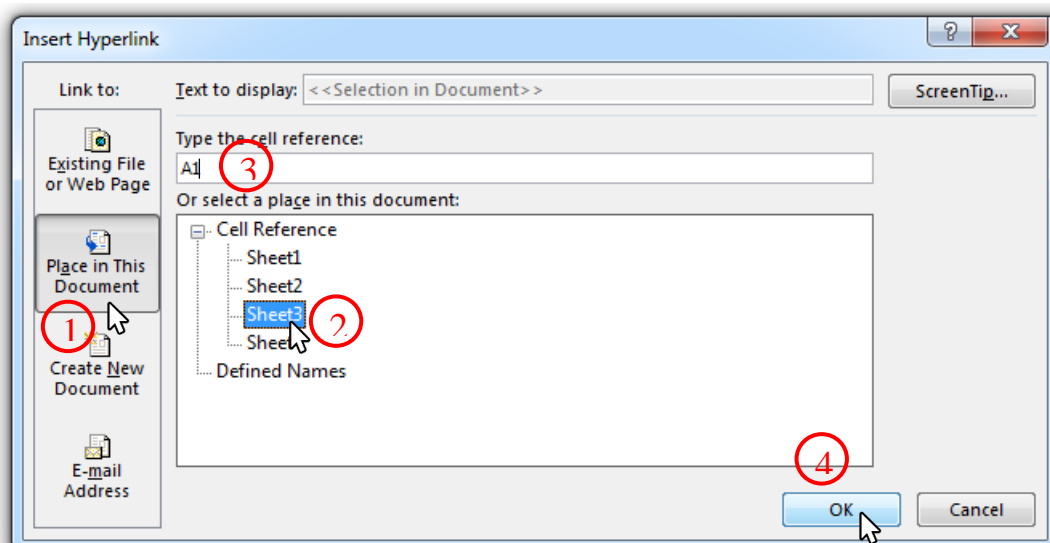 Insert Hyperlink
Link to:
Text to display: <<Selection in Document>>
ScreenTip...
Existing File
or Web Page
Type the cell reference:
A1
3
Or select a place in this document:
Cell Reference
Sheet1
Sheet2
Sheet3
2
Sheet
Defined Names
Place in This
Document
1
Create New
Document
E-mail
Address
4
OK
Cancel